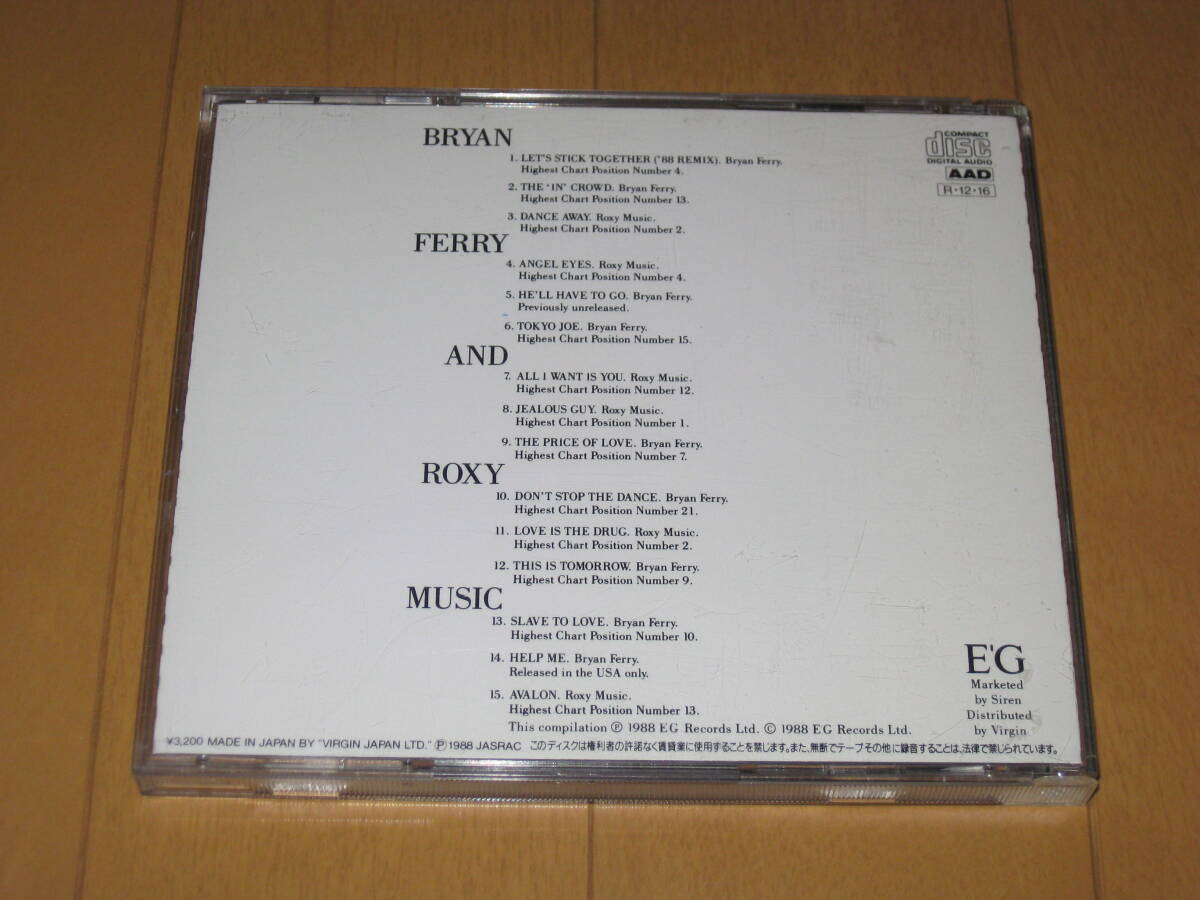 BRYAN
1. LET'S STICK TOGETHER ('88 REMIX). Bryan Ferry.
Highest Chart Position Number 4.
2. THE 'IN' CROWD. Bryan Ferry.
Highest Chart Position Number 13.
3. DANCE AWAY. Roxy Music.
Highest Chart Position Number 2.
FERRY
4. ANGEL EYES. Roxy Music.
Highest Chart Position Number 4.
5. HE'LL HAVE TO GO. Bryan Ferry.
Previously unreleased.
6. TOKYO JOE. Bryan Ferry.
Highest Chart Position Number 15.
AND
7. ALL I WANT IS YOU. Roxy Music.
Highest Chart Position Number 12.
8. JEALOUS GUY. Roxy Music.
Highest Chart Position Number 1.
9. THE PRICE OF LOVE. Bryan Ferry.
Highest Chart Position Number 7.
ROXY
10. DON'T STOP THE DANCE. Bryan Ferry.
Highest Chart Position Number 21.
11. LOVE IS THE DRUG. Roxy Music.
Highest Chart Position Number 2.
12. THIS IS TOMORROW. Bryan Ferry.
Highest Chart Position Number 9.
MUSIC
13. SLAVE TO LOVE. Bryan Ferry.
Highest Chart Position Number 10.
14. HELP ME. Bryan Ferry.
Released in the USA only.
15. AVALON. Roxy Music.
Highest Chart Position Number 13.
This compilation ℗ 1988 E'G Records Ltd. © 1988 E'G Records Ltd.
COMPACT
disc
DIGITAL AUDIO
AAD
R・12・16
E'G
Marketed
by Siren
Distributed
by Virgin
¥3,200 MADE IN JAPAN BY "VIRGIN JAPAN LTD." ℗1988 JASRAC このディスクは権利者の許諾なく賃貸業に使用することを禁じます。また、無断でテープその他に録音することは、法律で禁じられています。